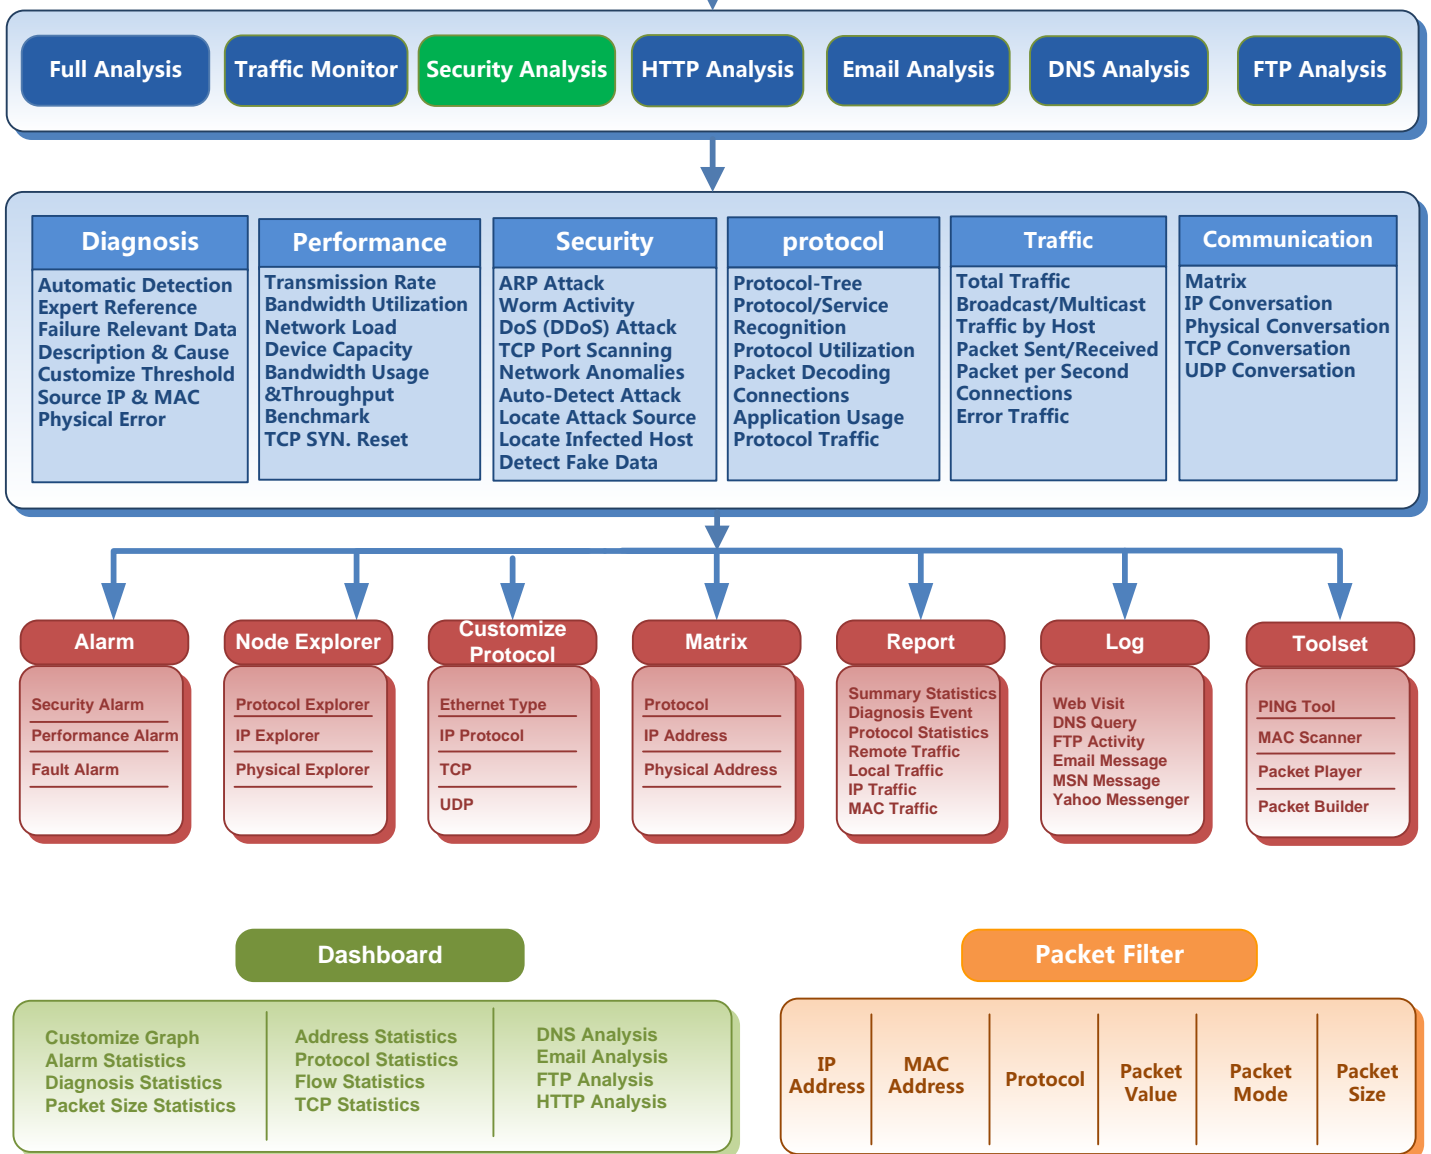 Full Analysis
Traffic Monitor
Security Analysis
HTTP Analysis
Email Analysis
DNS Analysis
FTP Analysis
Diagnosis
Automatic Detection
Expert Reference
Failure Relevant Data
Description & Cause
Customize Threshold
Source IP & MAC
Physical Error
Performance
Transmission Rate
Bandwidth Utilization
Network Load
Device Capacity
Bandwidth Usage
&Throughput
Benchmark
TCP SYN. Reset
Security
ARP Attack
Worm Activity
DoS (DDoS) Attack
TCP Port Scanning
Network Anomalies
Auto-Detect Attack
Locate Attack Source
Locate Infected Host
Detect Fake Data
protocol
Protocol-Tree
Protocol/Service
Recognition
Protocol Utilization
Packet Decoding
Connections
Application Usage
Protocol Traffic
Traffic
Total Traffic
Broadcast/Multicast
Traffic by Host
Packet Sent/Received
Packet per Second
Connections
Error Traffic
Communication
Matrix
IP Conversation
Physical Conversation
TCP Conversation
UDP Conversation
Alarm
Security Alarm
Performance Alarm
Fault Alarm
Node Explorer
Protocol Explorer
IP Explorer
Physical Explorer
Customize
Protocol
Ethernet Type
IP Protocol
TCP
UDP
Matrix
Protocol
IP Address
Physical Address
Report
Summary Statistics
Diagnosis Event
Protocol Statistics
Remote Traffic
Local Traffic
IP Traffic
MAC Traffic
Log
Web Visit
DNS Query
FTP Activity
Email Message
MSN Message
Yahoo Messenger
Toolset
PING Tool
MAC Scanner
Packet Player
Packet Builder
Dashboard
Customize Graph
Alarm Statistics
Diagnosis Statistics
Packet Size Statistics
Address Statistics
Protocol Statistics
Flow Statistics
TCP Statistics
DNS Analysis
Email Analysis
FTP Analysis
HTTP Analysis
Packet Filter
IP
Address
MAC
Address
Protocol
Packet
Value
Packet
Mode
Packet
Size